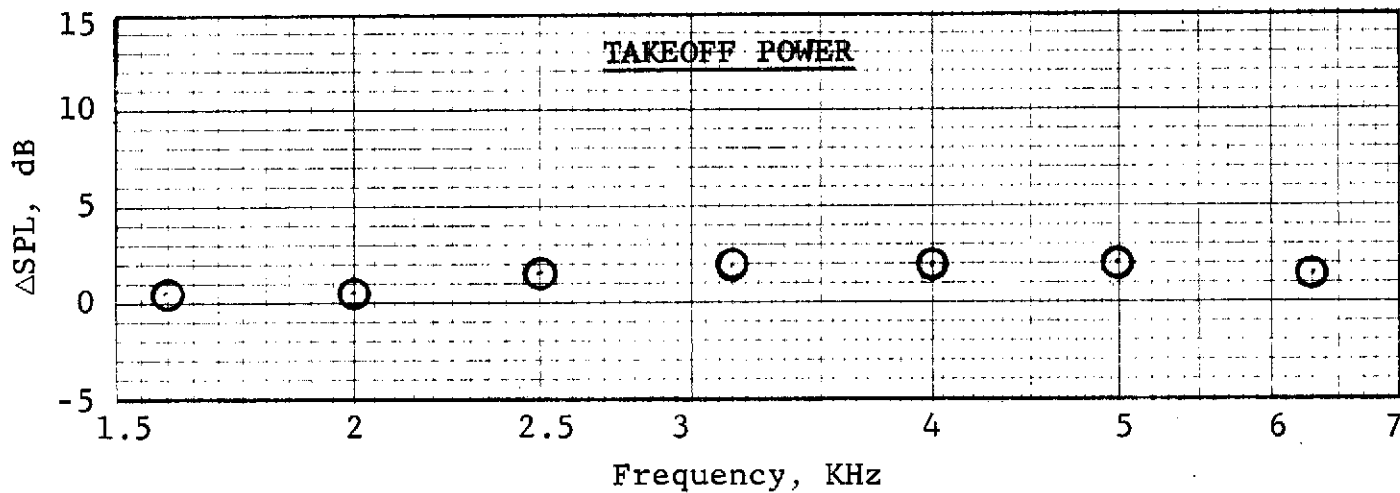 TAKEOFF POWER
15
10
5
0
-5
ΔSPL, dB
1.5 2 2.5 3 4 5 6 7
Frequency, KHz